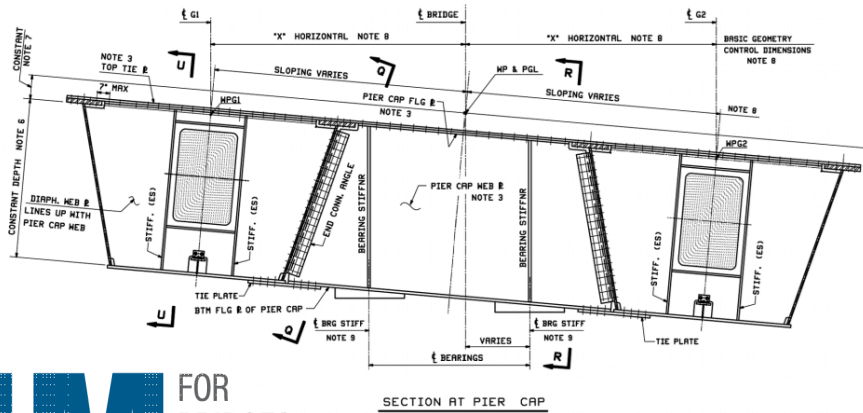 ℄ G1
℄ BRIDGE
℄ G2
"X" HORIZONTAL NOTE 8
"X" HORIZONTAL NOTE 8
BASIC GEOMETRY
CONTROL DIMENSIONS
NOTE 8
CONSTANT
NOTE 7
NOTE 3
TOP TIE ℞
7" MAX
U
SLOPING VARIES
Q
WP & PGL
R
SLOPING VARIES
PIER CAP FLG ℞
NOTE 3
NOTE 8
WPG1
WPG2
CONSTANT DEPTH NOTE 6
DIAPH. WEB ℞
LINES UP WITH
PIER CAP WEB
STIFF. (ES)
STIFF. (ES)
END CONN. ANGLE
BEARING STIFFNR
PIER CAP WEB ℞
NOTE 3
BEARING STIFFNR
STIFF. (ES)
STIFF. (ES)
TIE PLATE
BTM FLG ℞ OF PIER CAP
U
Q
℄ BRG STIFF
NOTE 9
VARIES
℄ BRG STIFF
NOTE 9
℄ BEARINGS
R
TIE PLATE
SECTION AT PIER CAP
FOR